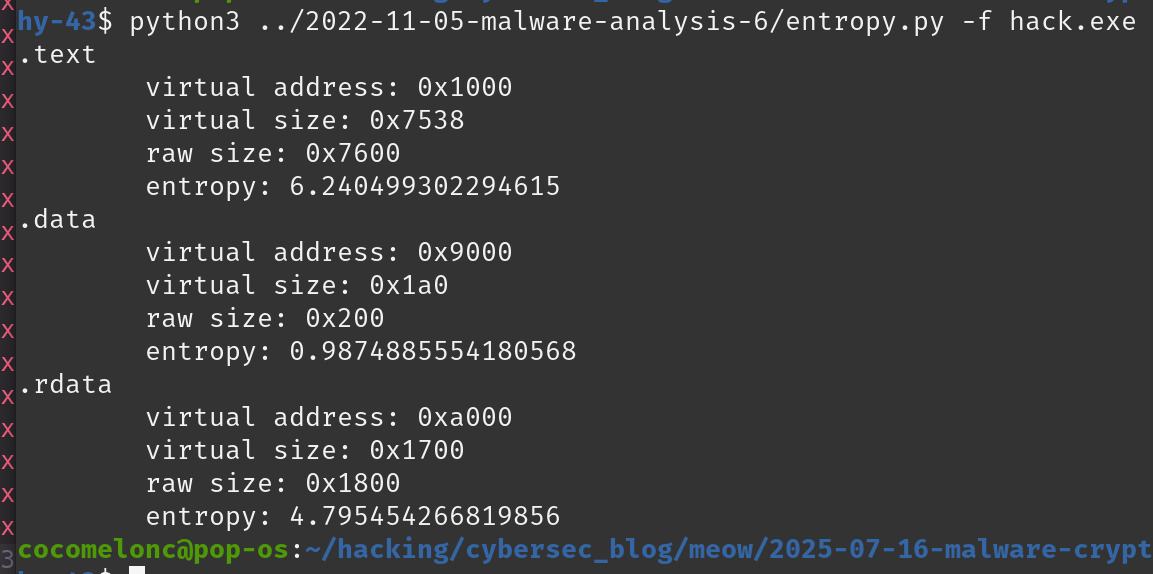 hy-43$ python3 ../2022-11-05-malware-analysis-6/entropy.py -f hack.exe
.text
virtual address: 0x1000
virtual size: 0x7538
raw size: 0x7600
entropy: 6.240499302294615
.data
virtual address: 0x9000
virtual size: 0x1a0
raw size: 0x200
entropy: 0.9874885554180568
.rdata
virtual address: 0xa000
virtual size: 0x1700
raw size: 0x1800
entropy: 4.795454266819856
cocomelonc@pop-os:~/hacking/cybersec_blog/meow/2025-07-16-malware-crypt